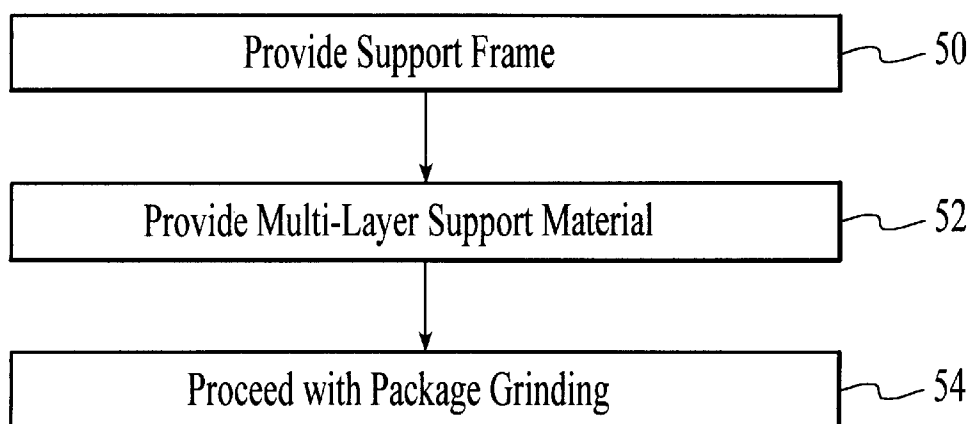 Provide Support Frame
50
Provide Multi-Layer Support Material
52
Proceed with Package Grinding
54